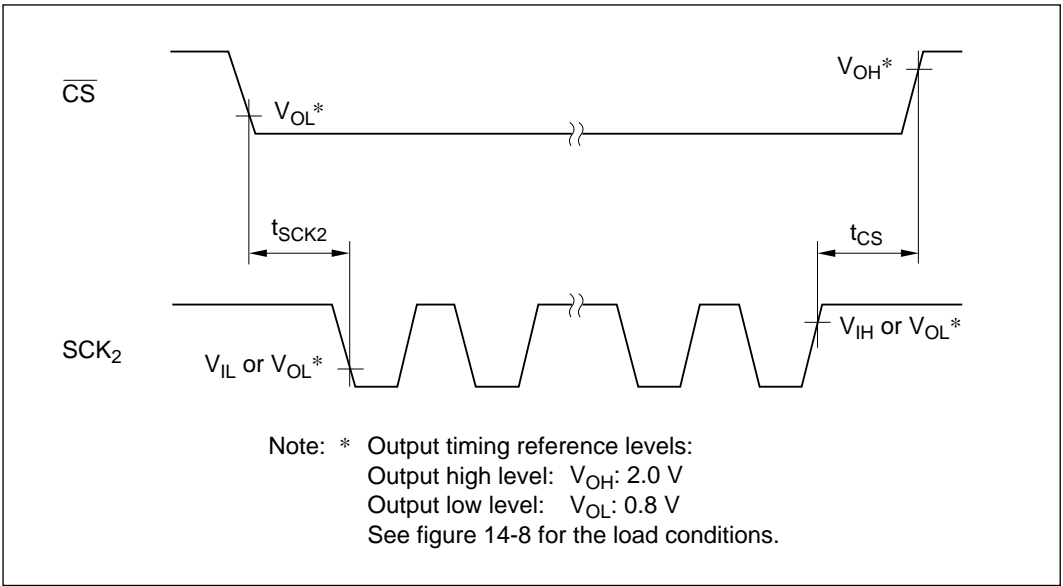 CS
VOL*
VOH*
tSCK2
tCS
SCK2
VIL or VOL*
VIH or VOL*
Note: * Output timing reference levels:
Output high level: VOH: 2.0 V
Output low level: VOL: 0.8 V
See figure 14-8 for the load conditions.